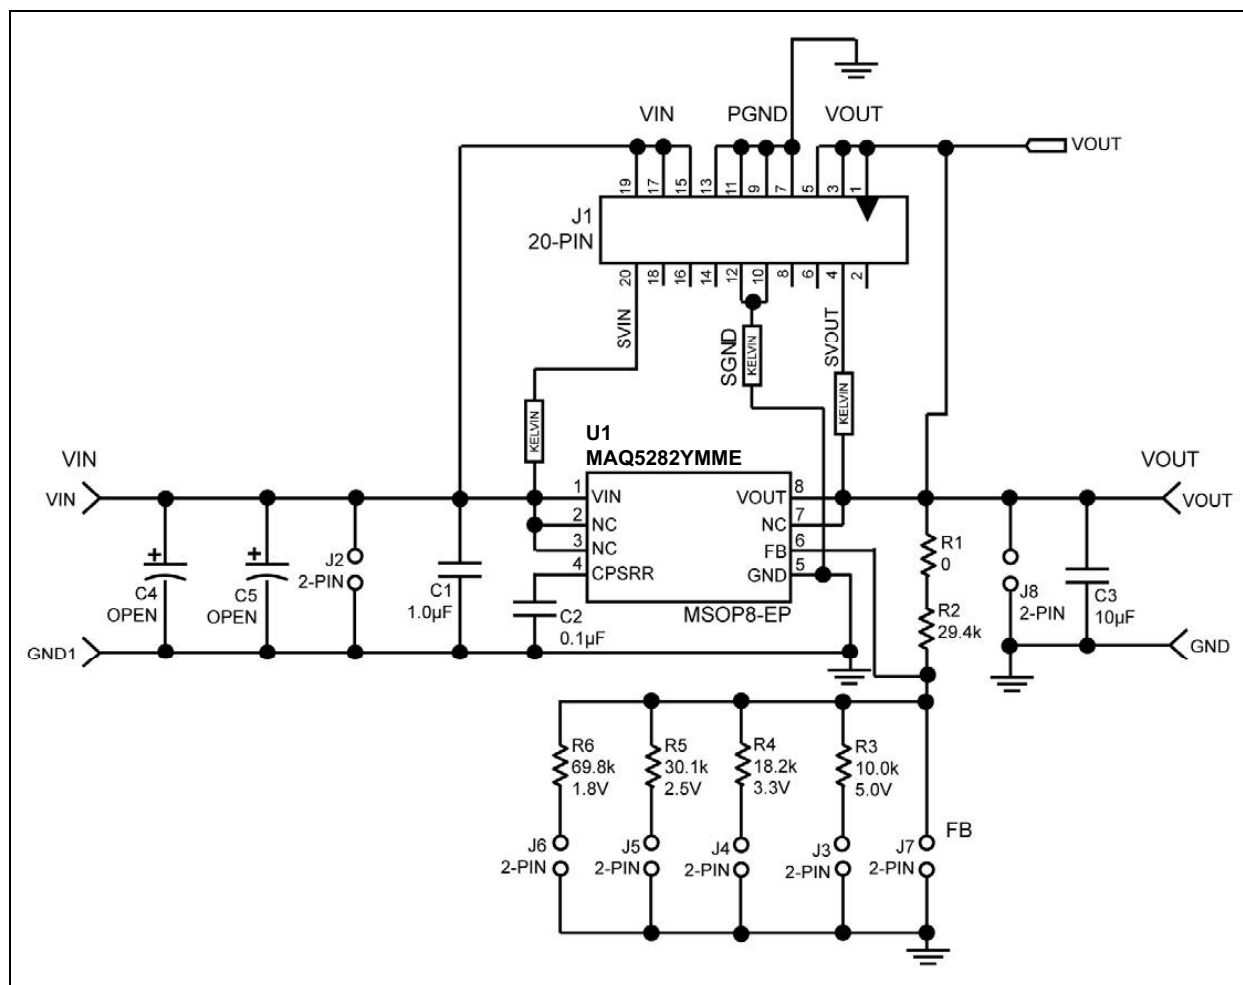 VIN PGND VOUT
VOUT
19 17 15 13 11 9 7 5 3 1
J1
20-PIN
20 18 16 14 12 10 8 6 4 2
SVIN
SGND
SVOUT
KELVIN
KELVIN
KELVIN
U1
MAQ5282YMME
VIN
VIN
VOUT
VOUT
1 VIN VOUT 8
2 NC NC 7
3 NC FB 6
4 CPSRR GND 5
MSOP8-EP
+
C4
OPEN
+
C5
OPEN
J2
2-PIN
C1
1.0µF
C2
0.1µF
R1
0
R2
29.4k
J8
2-PIN
C3
10µF
GND1
GND
R6
69.8k
1.8V
R5
30.1k
2.5V
R4
18.2k
3.3V
R3
10.0k
5.0V
FB
J6
2-PIN
J5
2-PIN
J4
2-PIN
J3
2-PIN
J7
2-PIN